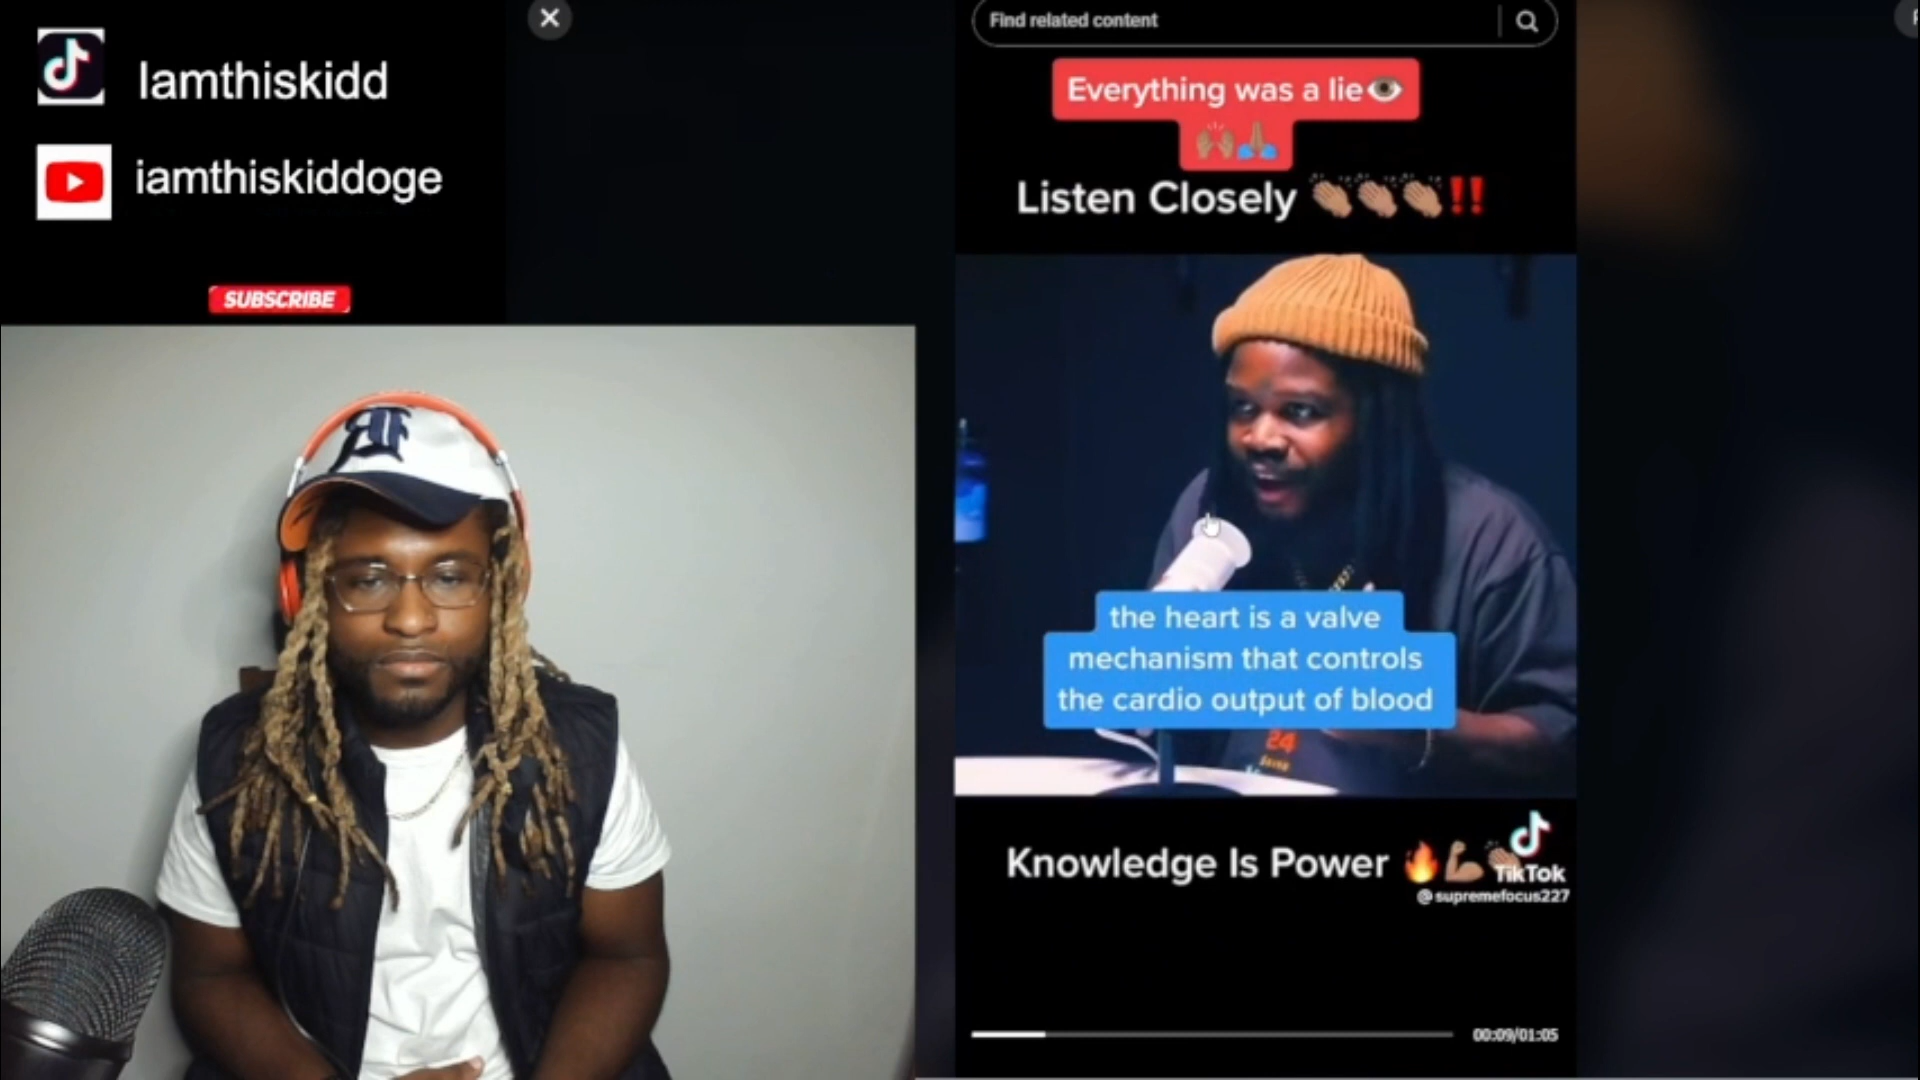 Iamthiskidd
iamthiskiddoge
SUBSCRIBE
Find related content
Everything was a lie👁️
🙌🏽🙏🏽
Listen Closely 👏🏽👏🏽👏🏽‼️
the heart is a valve
mechanism that controls
the cardio output of blood
24
Knowledge Is Power 🔥💪🏽👏🏽
TikTok
@supremefocus227
00:09/01:05